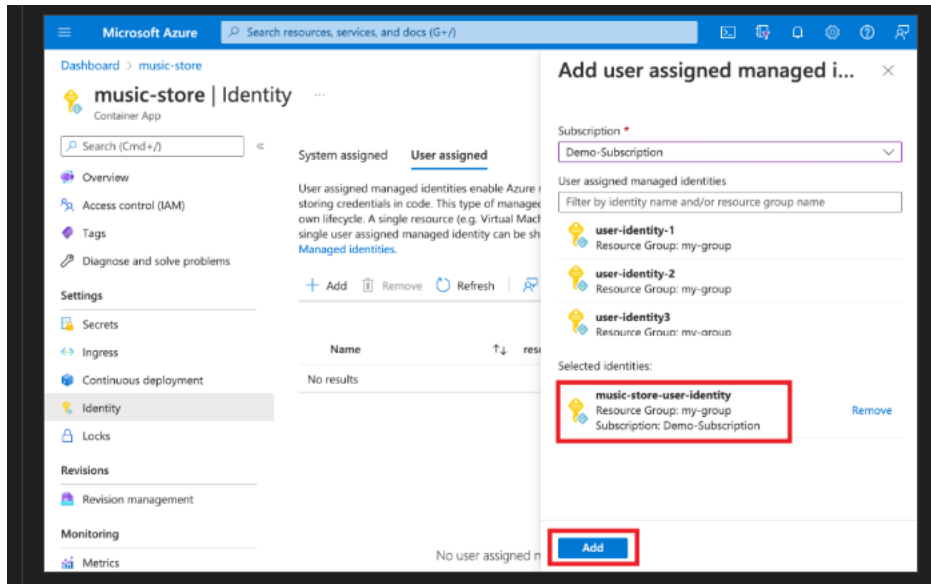 Microsoft Azure
Search resources, services, and docs (G+/)
Dashboard > music-store
music-store | Identity ...
Container App
Search (Cmd+/)
«
Overview
Access control (IAM)
Tags
Diagnose and solve problems
Settings
Secrets
Ingress
Continuous deployment
Identity
Locks
Revisions
Revision management
Monitoring
Metrics
System assigned User assigned
User assigned managed identities enable Azure
storing credentials in code. This type of manage
own lifecycle. A single resource (e.g. Virtual Mach
single user assigned managed identity can be sh
Managed identities.
+ Add Remove Refresh
Name ↑↓ res
No results
No user assigned
Add user assigned managed i...
Subscription *
Demo-Subscription
User assigned managed identities
Filter by identity name and/or resource group name
user-identity-1
Resource Group: my-group
user-identity-2
Resource Group: my-group
user-identity3
Resource Group: my-group
Selected identities:
music-store-user-identity
Resource Group: my-group
Subscription: Demo-Subscription
Remove
Add